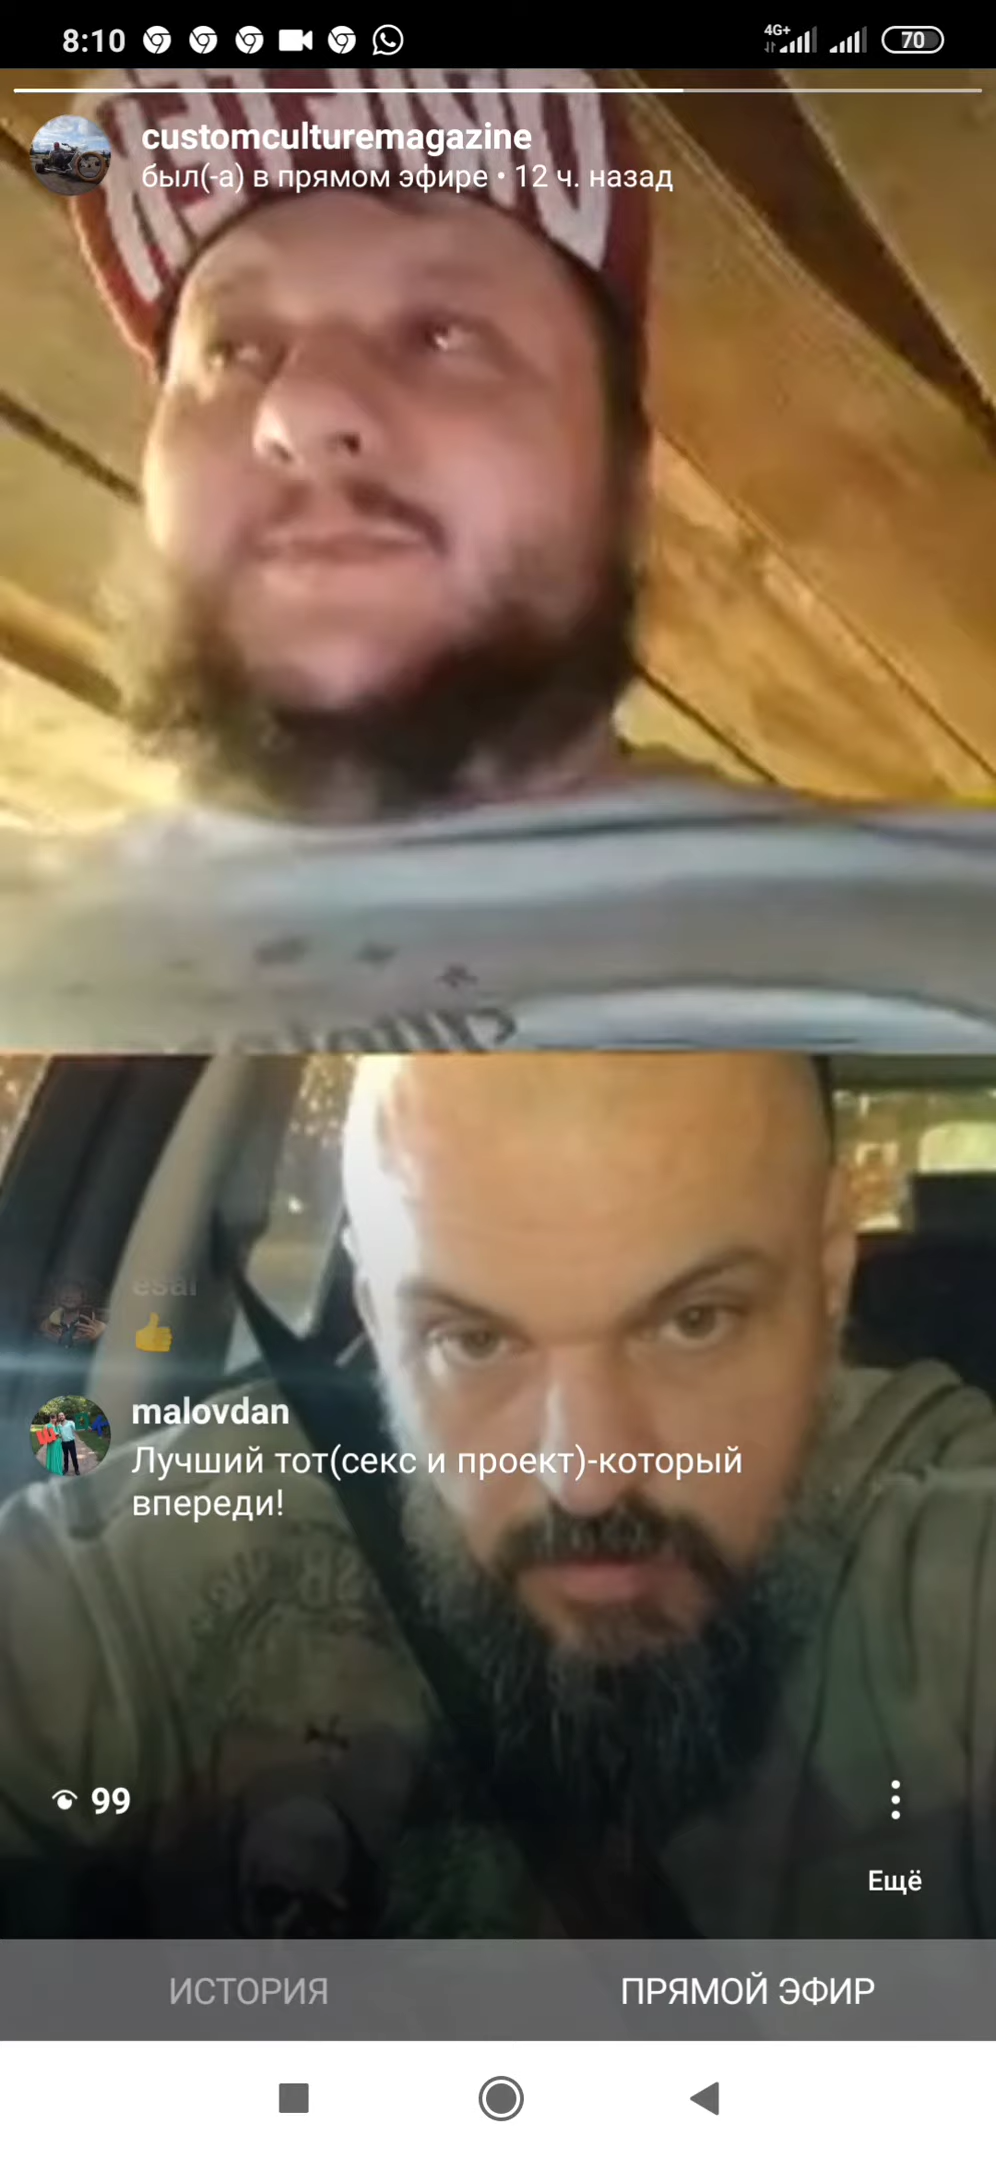 8:10
4G+
70
customculturemagazine
был(-а) в прямом эфире • 12 ч. назад
esar
malovdan
Лучший тот(секс и проект)-который
впереди!
99
Ещё
ИСТОРИЯ
ПРЯМОЙ ЭФИР